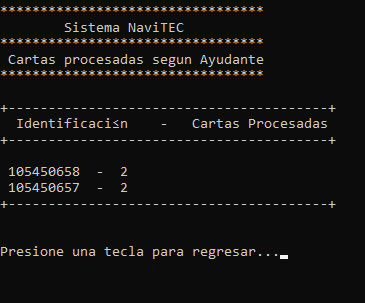 *********************************
Sistema NaviTEC
*********************************
Cartas procesadas segun Ayudante
*********************************
+----------------------------------------+
Identificaci≤n    -   Cartas Procesadas
+----------------------------------------+
105450658  -  2
105450657  -  2
+----------------------------------------+
Presione una tecla para regresar...